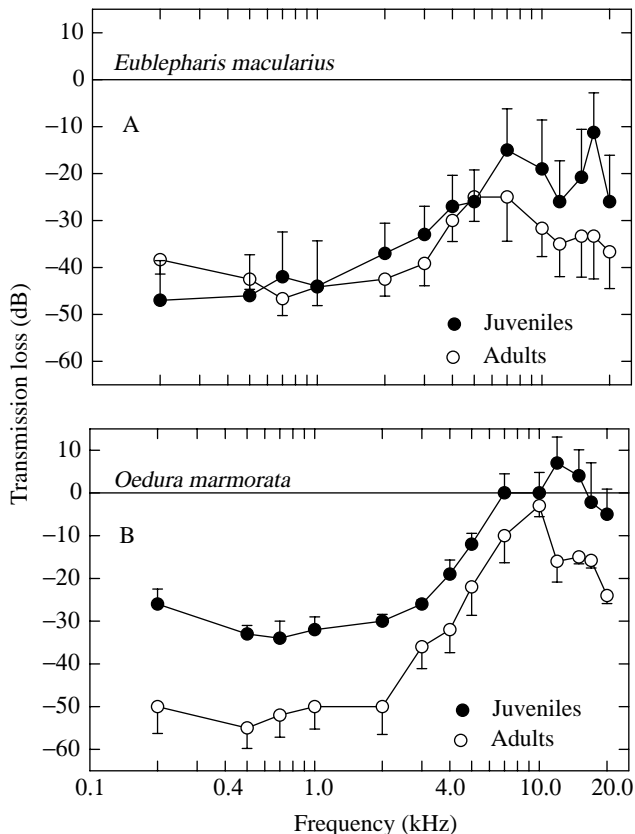 10
Eublepharis macularius
0
–10
A
–20
–30
–40
–50
Juveniles
Adults
–60
Transmission loss (dB)
10
Oedura marmorata
0
–10
B
–20
–30
–40
–50
Juveniles
Adults
–60
0.1 1.0 4.0 10.0 20.0
Frequency (kHz)